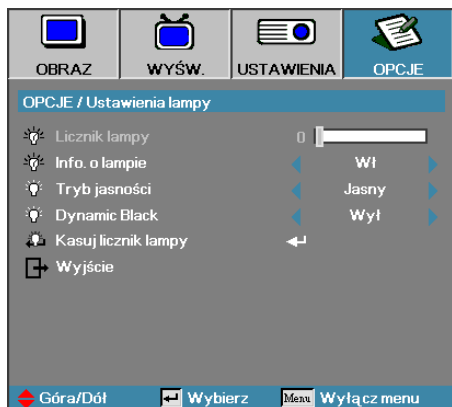 OBRAZ WYŚW. USTAWIENIA OPCJE
OPCJE / Ustawienia lampy
Licznik lampy 0
Info. o lampie Wł
Tryb jasności Jasny
Dynamic Black Wył
Kasuj licznik lampy
Wyjście
Góra/Dół Wybierz Menu Wyłącz menu